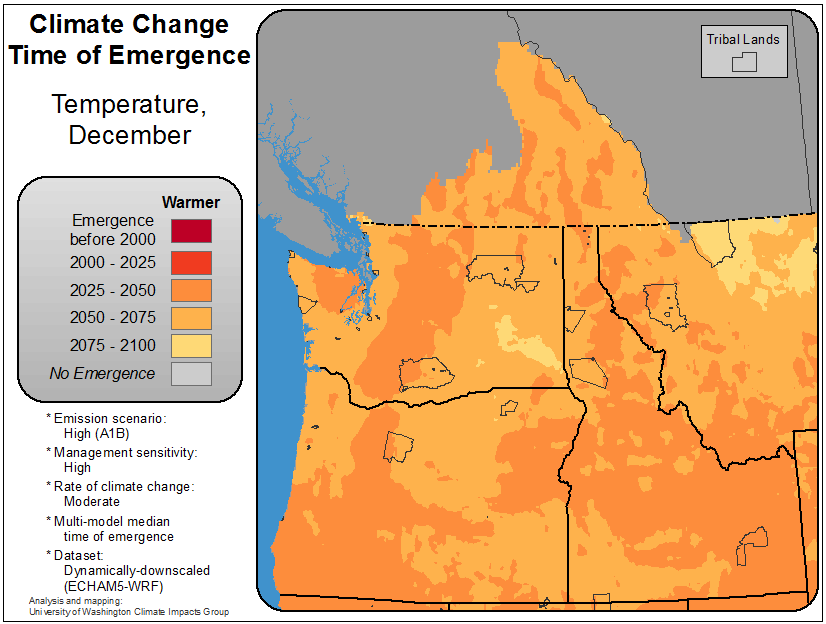 Climate Change
Time of Emergence
Temperature,
December
Warmer
Emergence
before 2000
2000 - 2025
2025 - 2050
2050 - 2075
2075 - 2100
No Emergence
* Emission scenario:
High (A1B)
* Management sensitivity:
High
* Rate of climate change:
Moderate
* Multi-model median
time of emergence
* Dataset:
Dynamically-downscaled
(ECHAM5-WRF)
Analysis and mapping:
University of Washington Climate Impacts Group
Tribal Lands